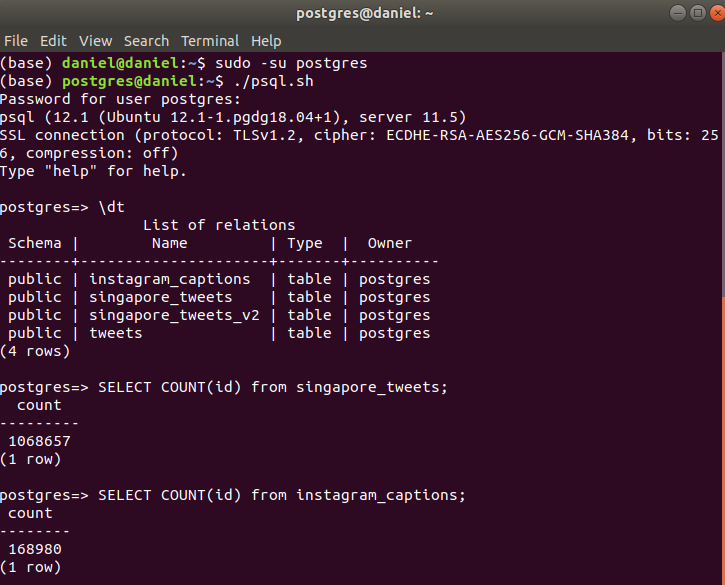 postgres@daniel: ~
File Edit View Search Terminal Help
(base) daniel@daniel:~$ sudo -su postgres
(base) postgres@daniel:~$ ./psql.sh
Password for user postgres:
psql (12.1 (Ubuntu 12.1-1.pgdg18.04+1), server 11.5)
SSL connection (protocol: TLSv1.2, cipher: ECDHE-RSA-AES256-GCM-SHA384, bits: 25
6, compression: off)
Type "help" for help.

postgres=> \dt
                   List of relations
 Schema |        Name         | Type  |  Owner
--------+---------------------+-------+----------
 public | instagram_captions  | table | postgres
 public | singapore_tweets    | table | postgres
 public | singapore_tweets_v2 | table | postgres
 public | tweets              | table | postgres
(4 rows)

postgres=> SELECT COUNT(id) from singapore_tweets;
  count
---------
 1068657
(1 row)

postgres=> SELECT COUNT(id) from instagram_captions;
 count
--------
 168980
(1 row)